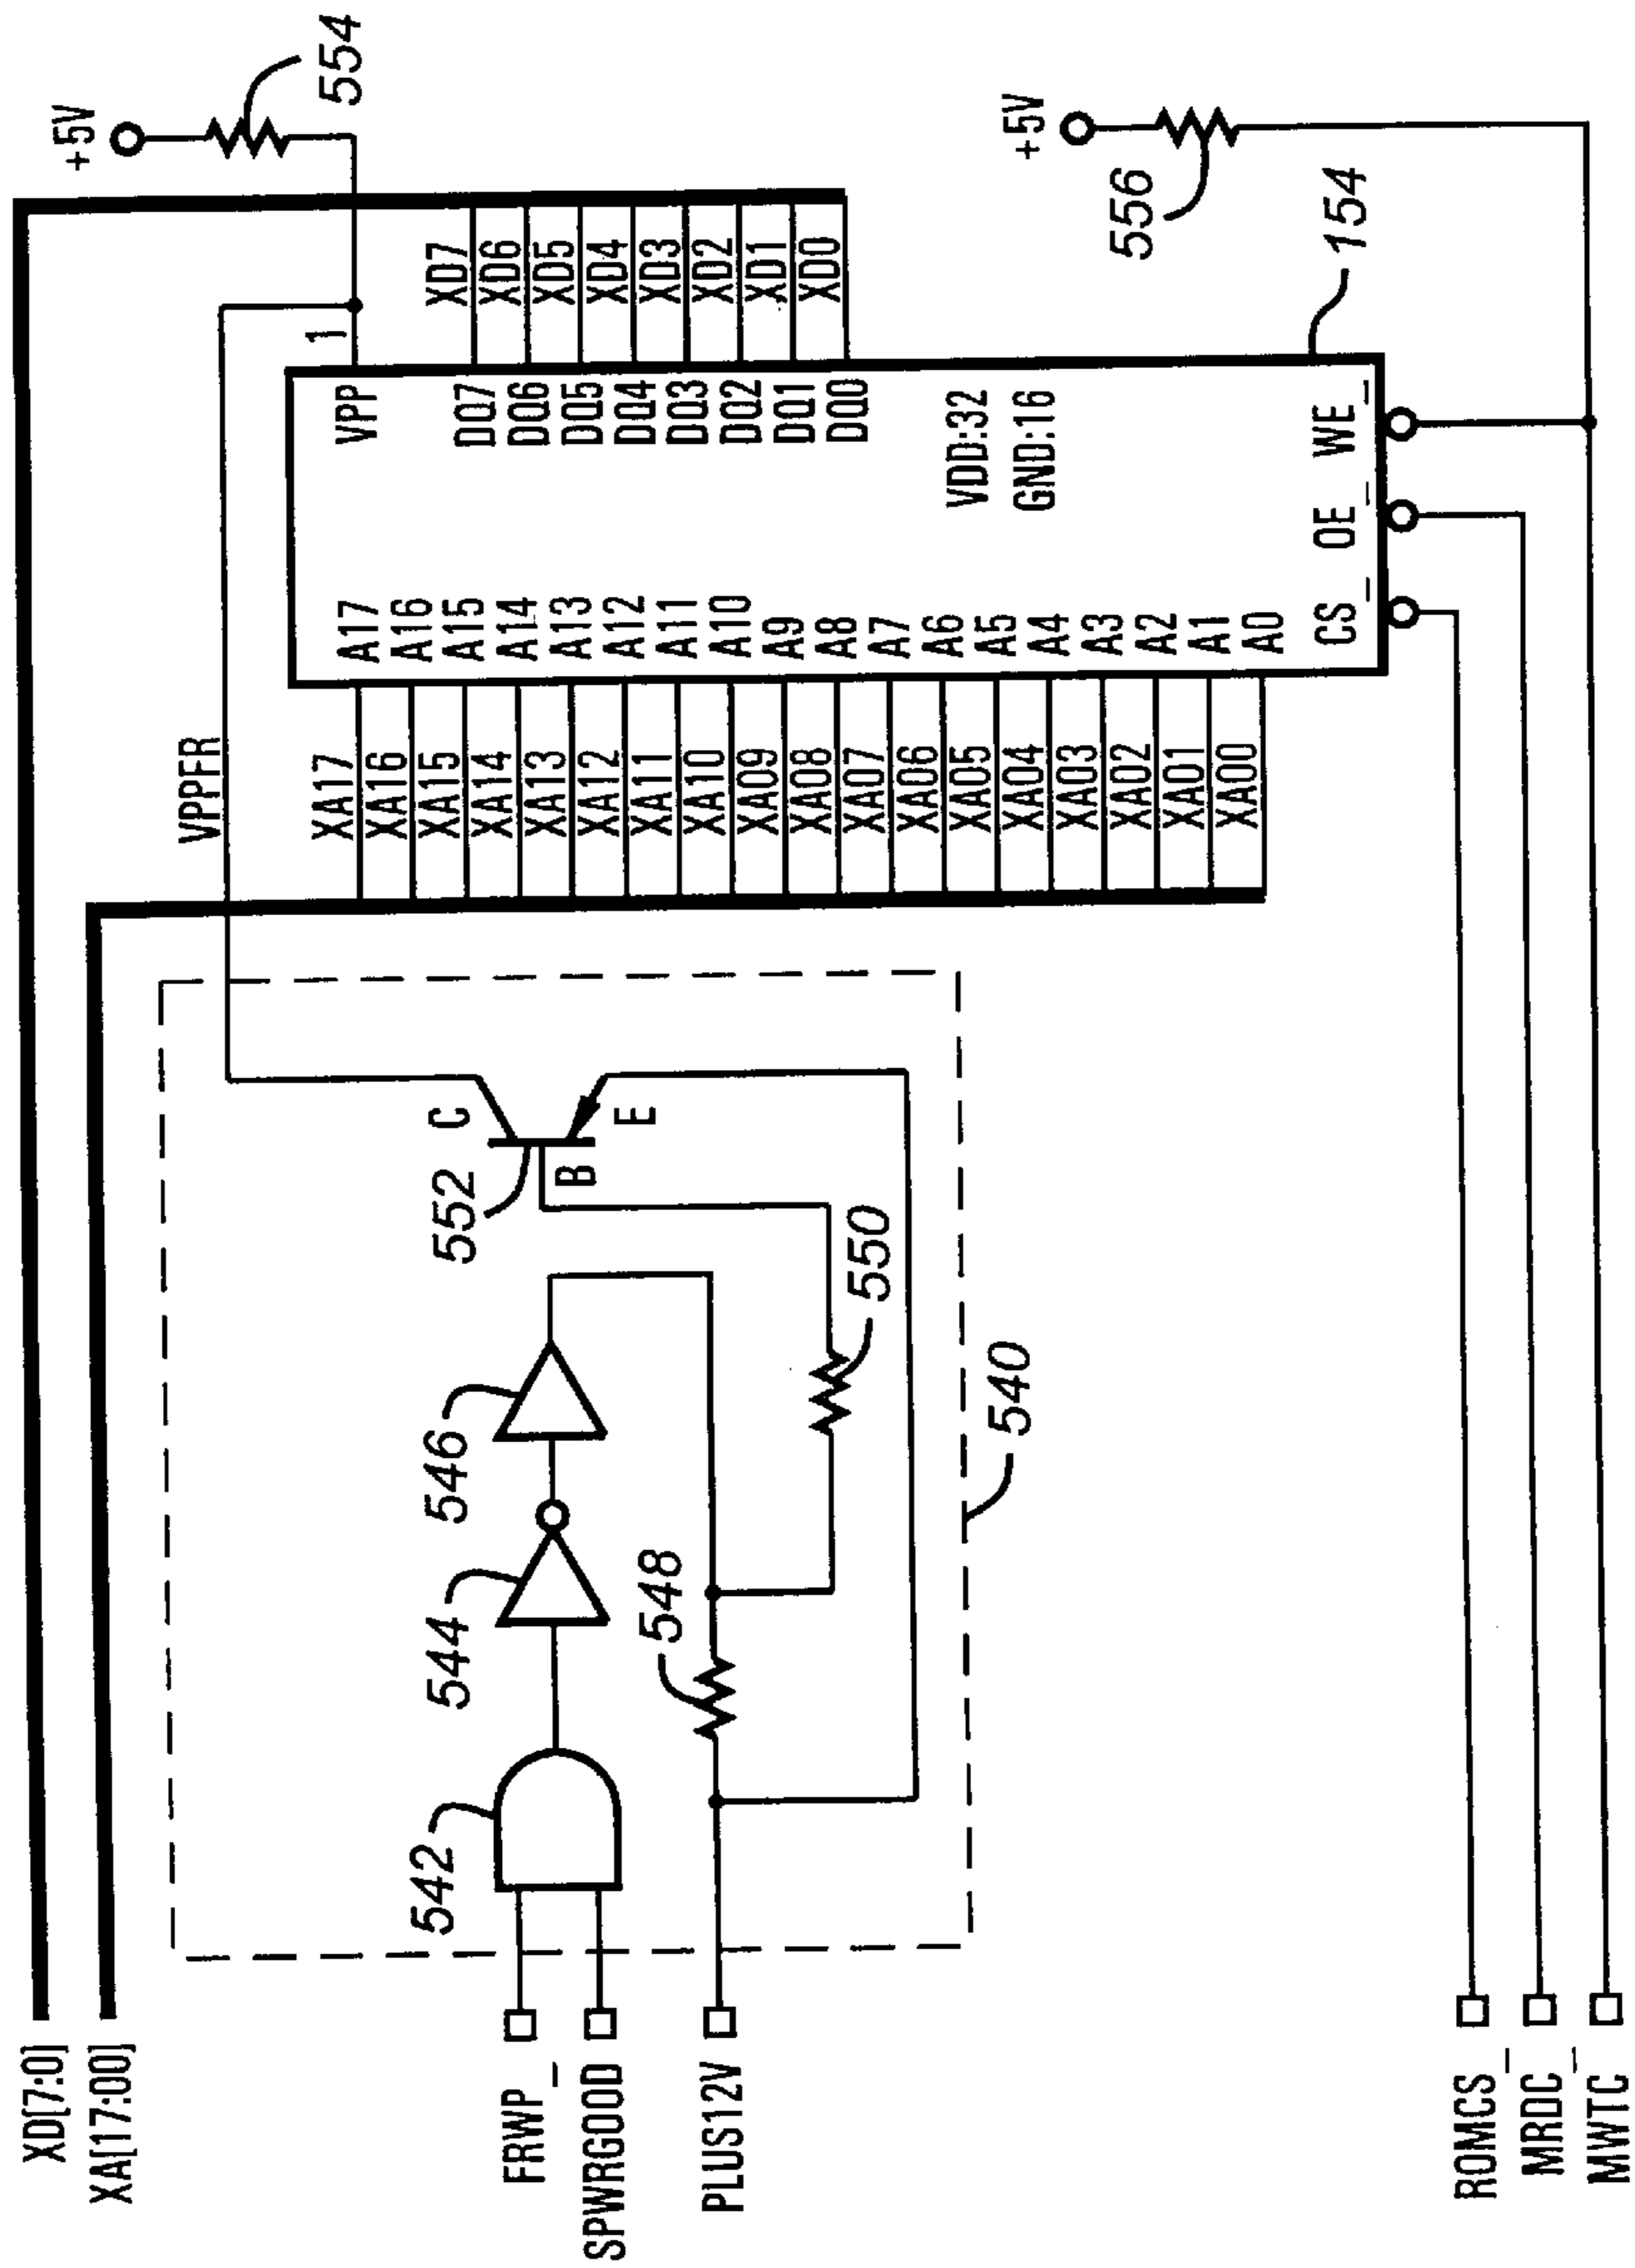 XD[7:0]
XA[17:00]
FRWP_
SPWRGOOD
PLUS12V
ROMCS_
MRDC_
MWTC_
542
544
546
548
550
552
C
B
E
540
VPPFR
XA17
XA16
XA15
XA14
XA13
XA12
XA11
XA10
XA09
XA08
XA07
XA06
XA05
XA04
XA03
XA02
XA01
XA00
A17
A16
A15
A14
A13
A12
A11
A10
A9
A8
A7
A6
A5
A4
A3
A2
A1
A0
CS_
OE_
WE_
VPP
DQ7
DQ6
DQ5
DQ4
DQ3
DQ2
DQ1
DQ0
VDD:32
GND:16
1
XD7
XD6
XD5
XD4
XD3
XD2
XD1
XD0
+5V
554
+5V
556
154